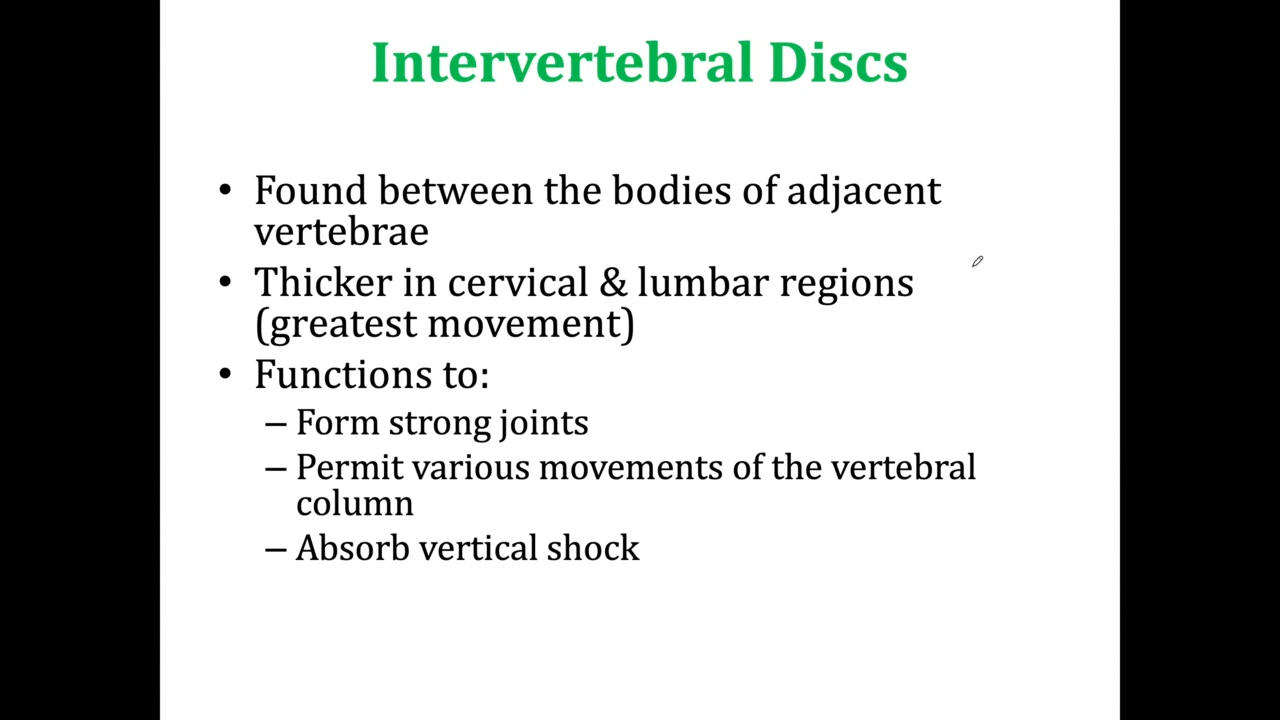 Intervertebral Discs
• Found between the bodies of adjacent
vertebrae
• Thicker in cervical & lumbar regions
(greatest movement)
• Functions to:
– Form strong joints
– Permit various movements of the vertebral
column
– Absorb vertical shock